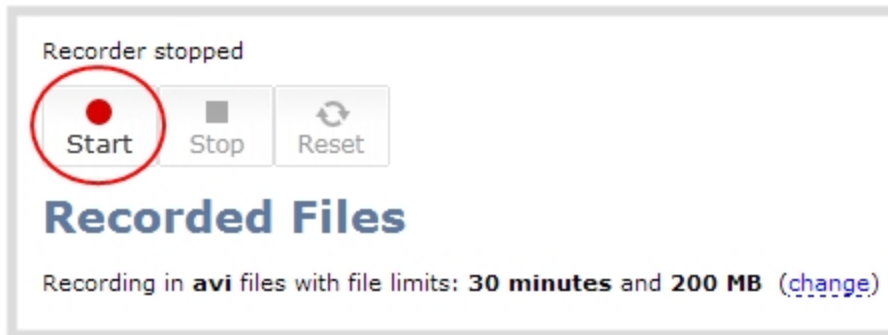 Recorder stopped
Start Stop Reset
Recorded Files
Recording in avi files with file limits: 30 minutes and 200 MB (change)